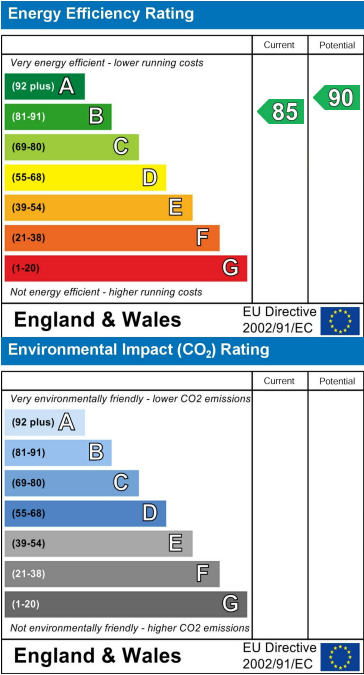 Energy Efficiency Rating
Current Potential
Very energy efficient - lower running costs
(92 plus) A
(81-91) B
(69-80) C
(55-68) D
(39-54) E
(21-38) F
(1-20) G
85
90
Not energy efficient - higher running costs
England & Wales
EU Directive
2002/91/EC
Environmental Impact (CO₂) Rating
Current Potential
Very environmentally friendly - lower CO2 emissions
(92 plus) A
(81-91) B
(69-80) C
(55-68) D
(39-54) E
(21-38) F
(1-20) G
Not environmentally friendly - higher CO2 emissions
England & Wales
EU Directive
2002/91/EC